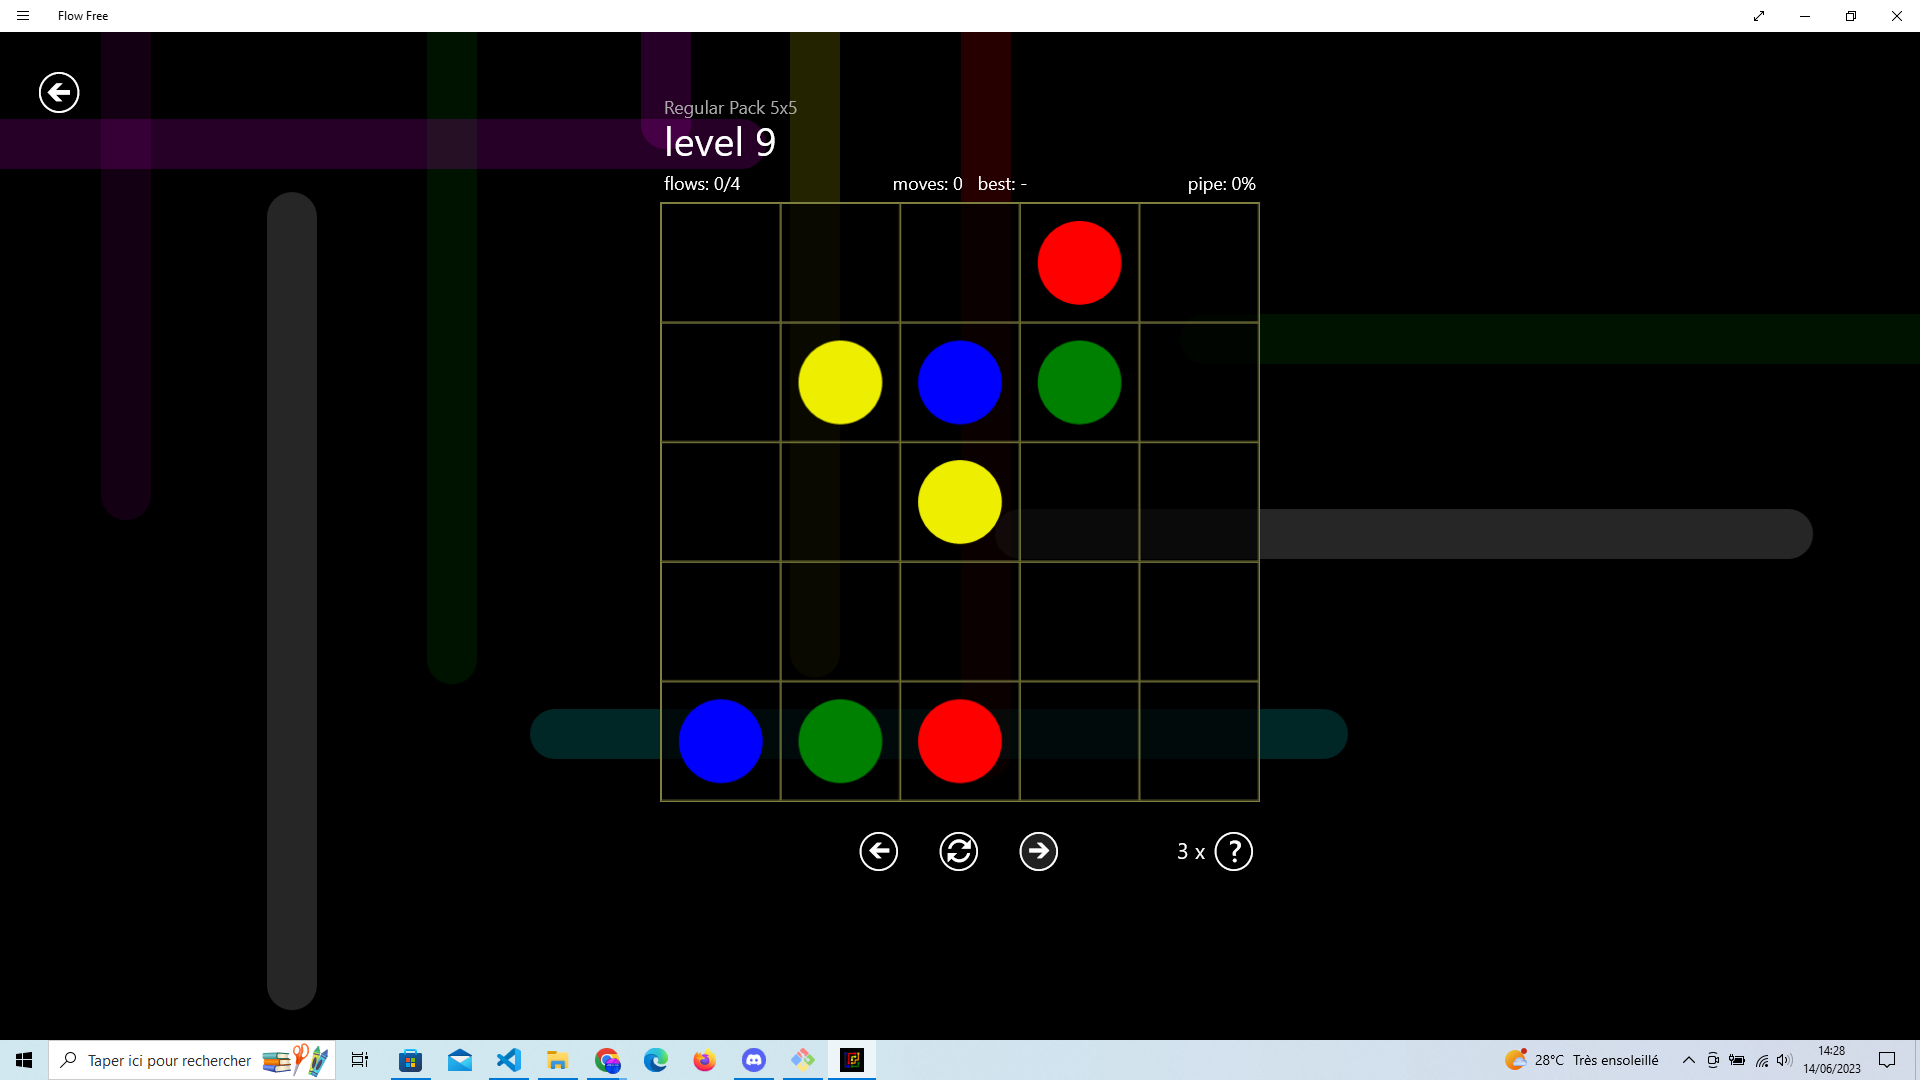 Flow Free
Regular Pack 5x5
level 9
flows: 0/4 moves: 0 best: - pipe: 0%
3 x ?
Taper ici pour rechercher
28°C Très ensoleillé
14:28
14/06/2023